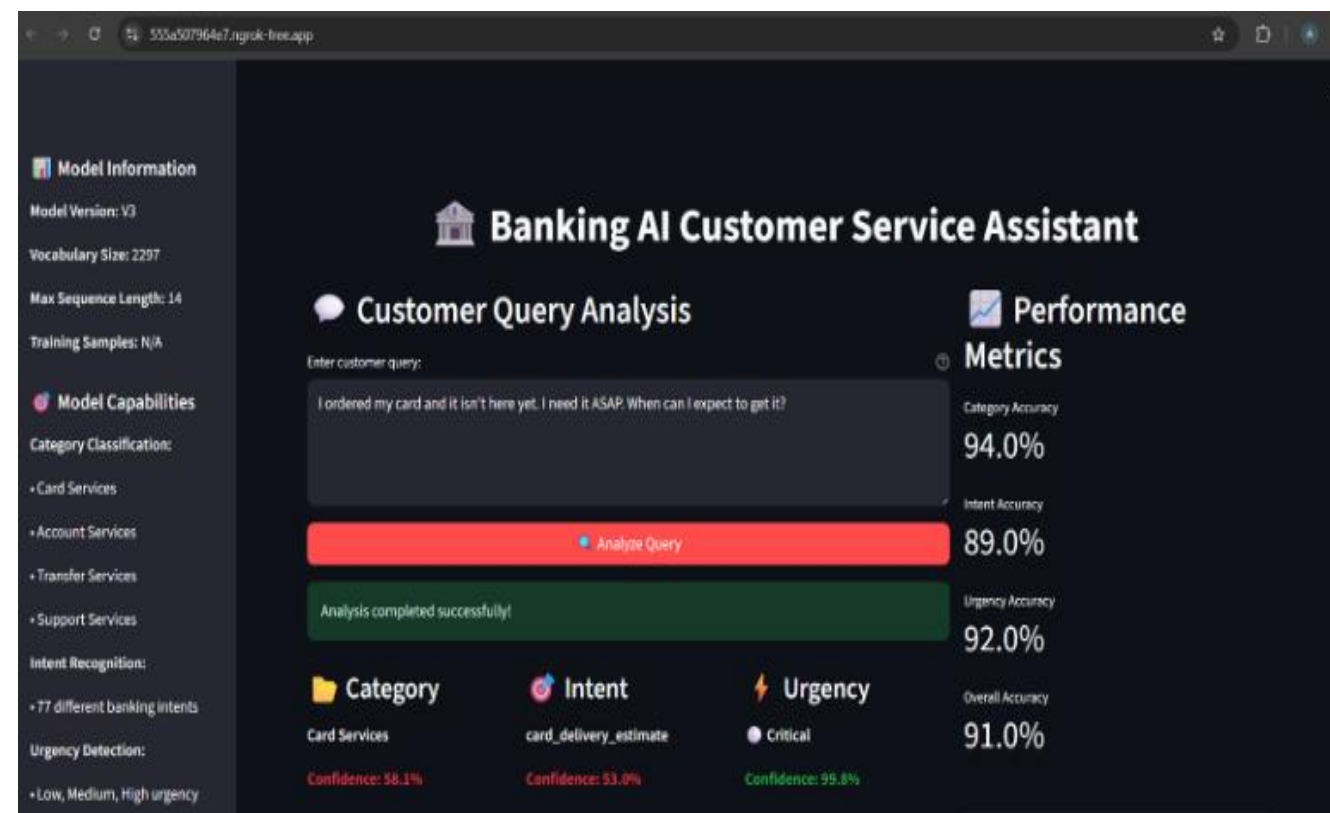 555a507964e7.ngrok-free.app
Model Information
Model Version: V3
Vocabulary Size: 2297
Max Sequence Length: 14
Training Samples: N/A
Model Capabilities
Category Classification:
• Card Services
• Account Services
• Transfer Services
• Support Services
Intent Recognition:
• 77 different banking intents
Urgency Detection:
• Low, Medium, High urgency
Banking AI Customer Service Assistant
Customer Query Analysis
Enter customer query:
I ordered my card and it isn't here yet. I need it ASAP. When can I expect to get it?
Analyze Query
Analysis completed successfully!
Category
Card Services
Confidence: 58.1%
Intent
card_delivery_estimate
Confidence: 53.0%
Urgency
Critical
Confidence: 99.8%
Performance
Metrics
Category Accuracy
94.0%
Intent Accuracy
89.0%
Urgency Accuracy
92.0%
Overall Accuracy
91.0%